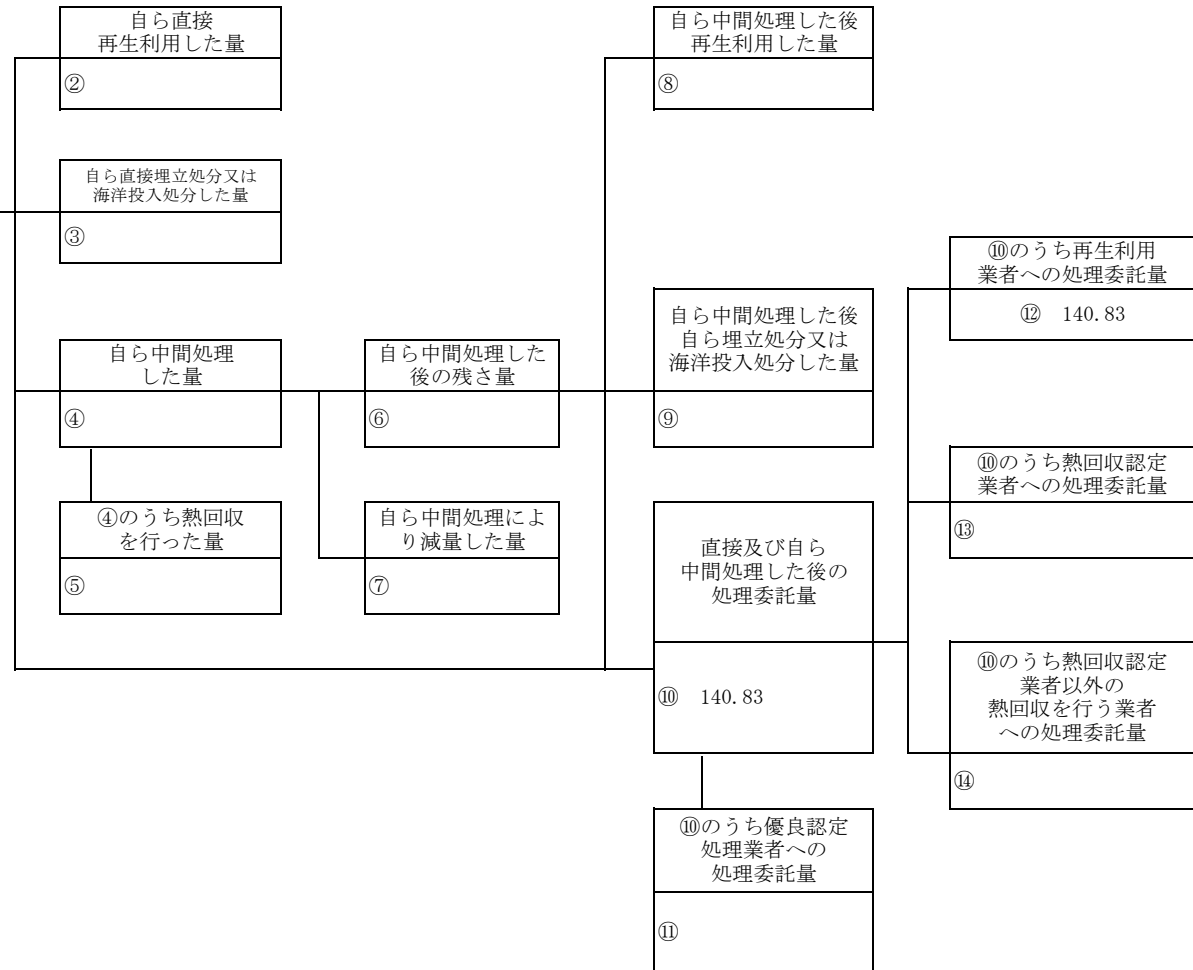 自ら直接
再生利用した量
②
自ら直接埋立処分又は
海洋投入処分した量
③
自ら中間処理
した量
④
④のうち熱回収
を行った量
⑤
自ら中間処理した
後の残さ量
⑥
自ら中間処理によ
り減量した量
⑦
自ら中間処理した後
再生利用した量
⑧
自ら中間処理した後
自ら埋立処分又は
海洋投入処分した量
⑨
直接及び自ら
中間処理した後の
処理委託量
⑩ 140.83
⑩のうち優良認定
処理業者への
処理委託量
⑪
⑩のうち再生利用
業者への処理委託量
⑫ 140.83
⑩のうち熱回収認定
業者への処理委託量
⑬
⑩のうち熱回収認定
業者以外の
熱回収を行う業者
への処理委託量
⑭